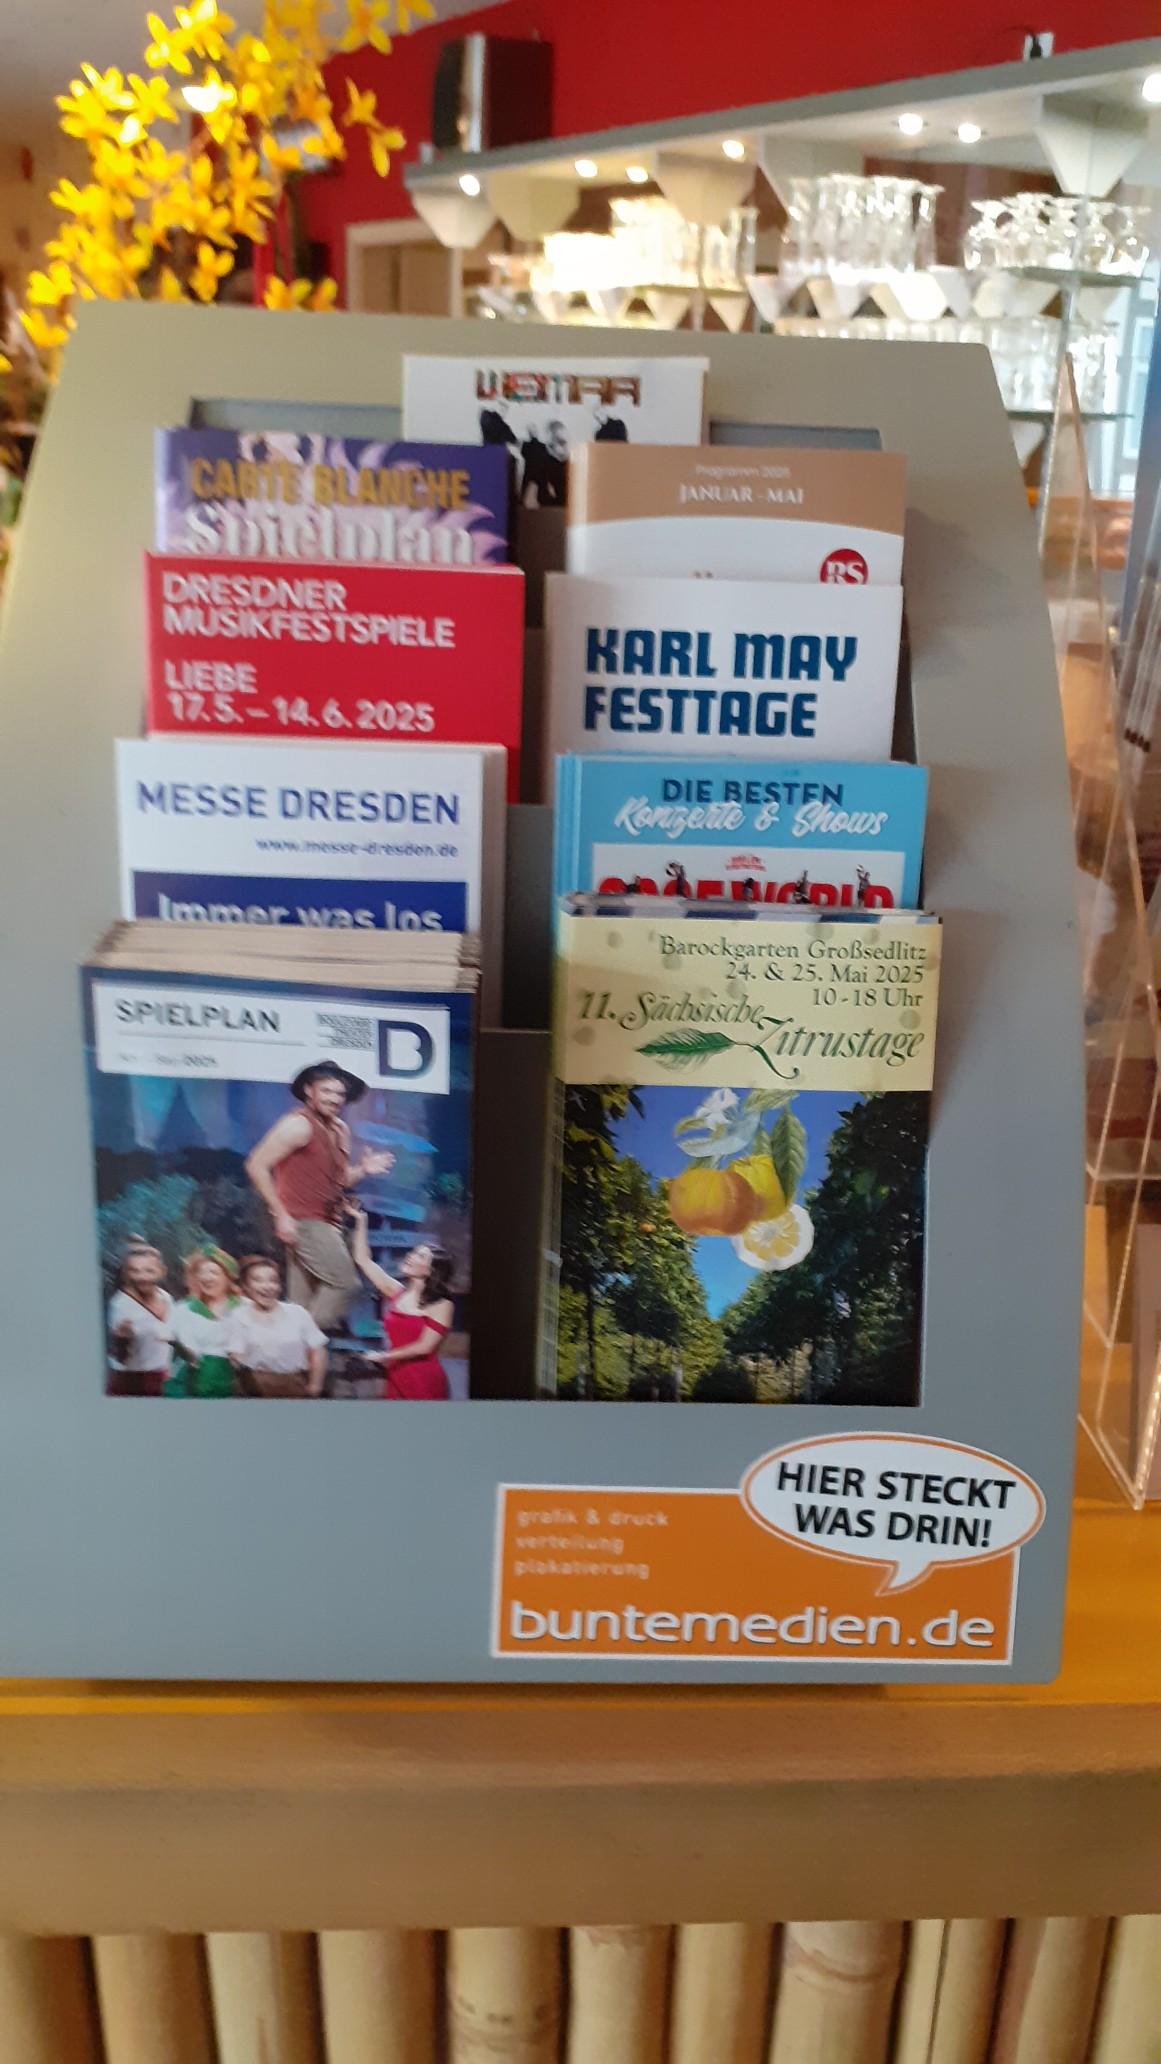 CARTE BLANCHE
Spielplan
Programm 2025
JANUAR - MAI
RS
DRESDNER
MUSIKFESTSPIELE
LIEBE
17. 5. – 14. 6. 2025
KARL MAY
FESTTAGE
MESSE DRESDEN
www.messe-dresden.de
Immer was los
DIE BESTEN
Konzerte & Shows
SPIELPLAN
2025
Barockgarten Großsedlitz
24. & 25. Mai 2025
10 - 18 Uhr
11. Sächsische
Zitrustage
HIER STECKT
WAS DRIN!
grafik & druck
verteilung
plakatierung
buntemedien.de